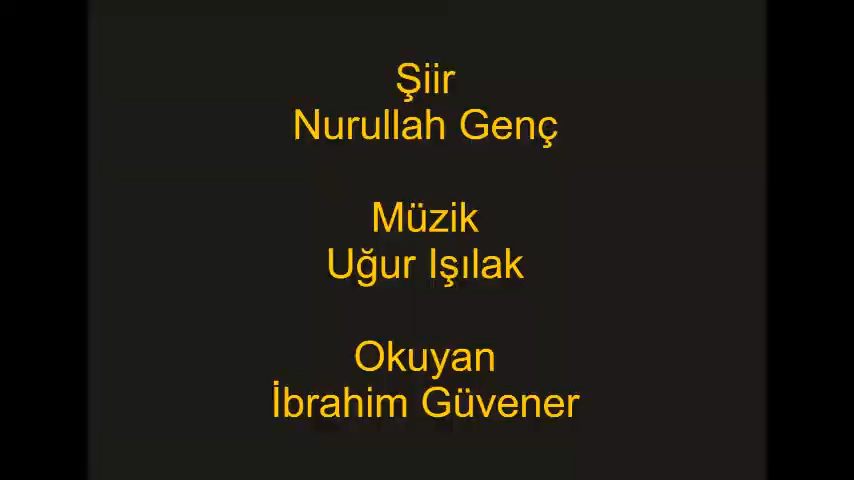 Şiir
Nurullah Genç
Müzik
Uğur Işılak
Okuyan
İbrahim Güvener